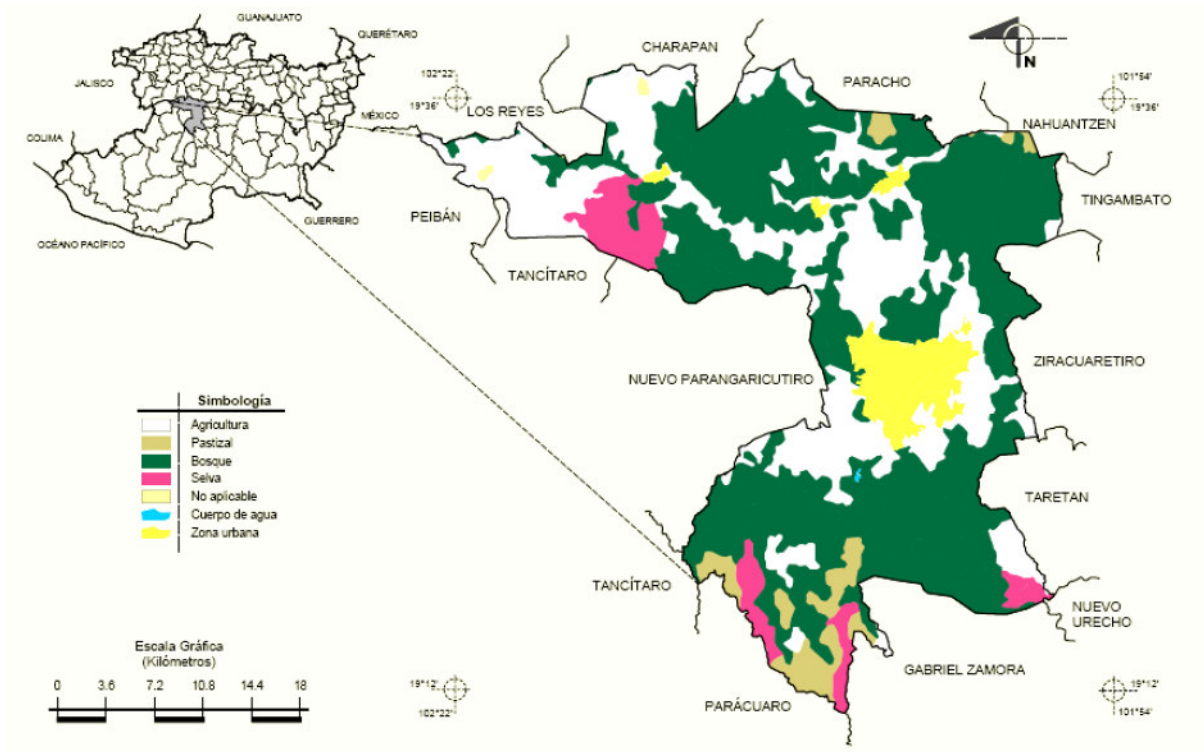 GUANAJUATO
QUERÉTARO
JALISCO
MÉXICO
COLIMA
GUERRERO
OCÉANO PACÍFICO
N
102°22'
19°36'
101°54'
19°36'
CHARAPAN
PARACHO
LOS REYES
NAHUANTZEN
TINGAMBATO
PEIBÁN
TANCÍTARO
NUEVO PARANGARICUTIRO
ZIRACUARETIRO
TARETAN
TANCÍTARO
NUEVO
URECHO
GABRIEL ZAMORA
PARÁCUARO
19°12'
102°22'
19°12'
101°54'
Simbología
Agricultura
Pastizal
Bosque
Selva
No aplicable
Cuerpo de agua
Zona urbana
Escala Gráfica
(Kilómetros)
0 3.6 7.2 10.8 14.4 18